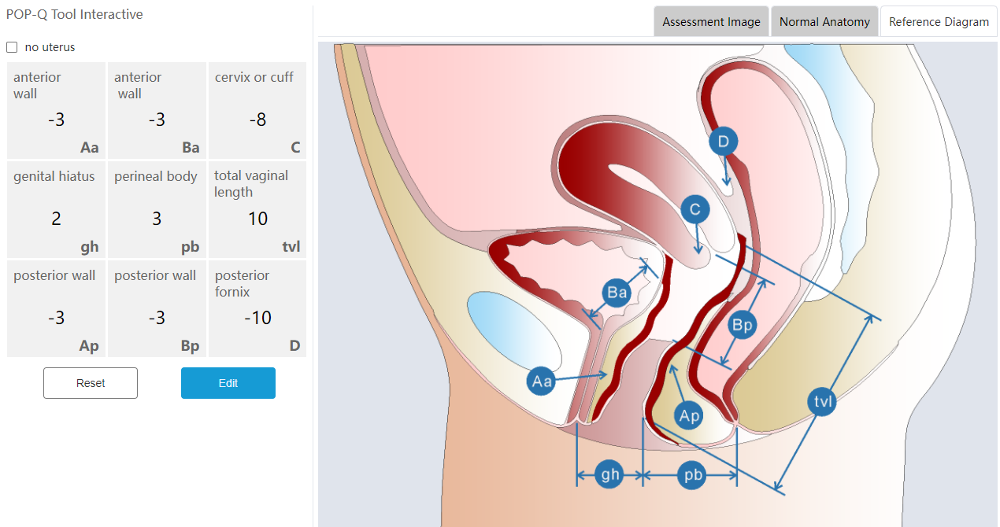 POP-Q Tool Interactive
Assessment Image
Normal Anatomy
Reference Diagram
no uterus
anterior
wall
-3
Aa
anterior
wall
-3
Ba
cervix or cuff
-8
C
genital hiatus
2
gh
perineal body
3
pb
total vaginal
length
10
tvl
posterior wall
-3
Ap
posterior wall
-3
Bp
posterior
fornix
-10
D
Reset
Edit
D
C
Ba
Bp
Aa
Ap
tvl
gh
pb